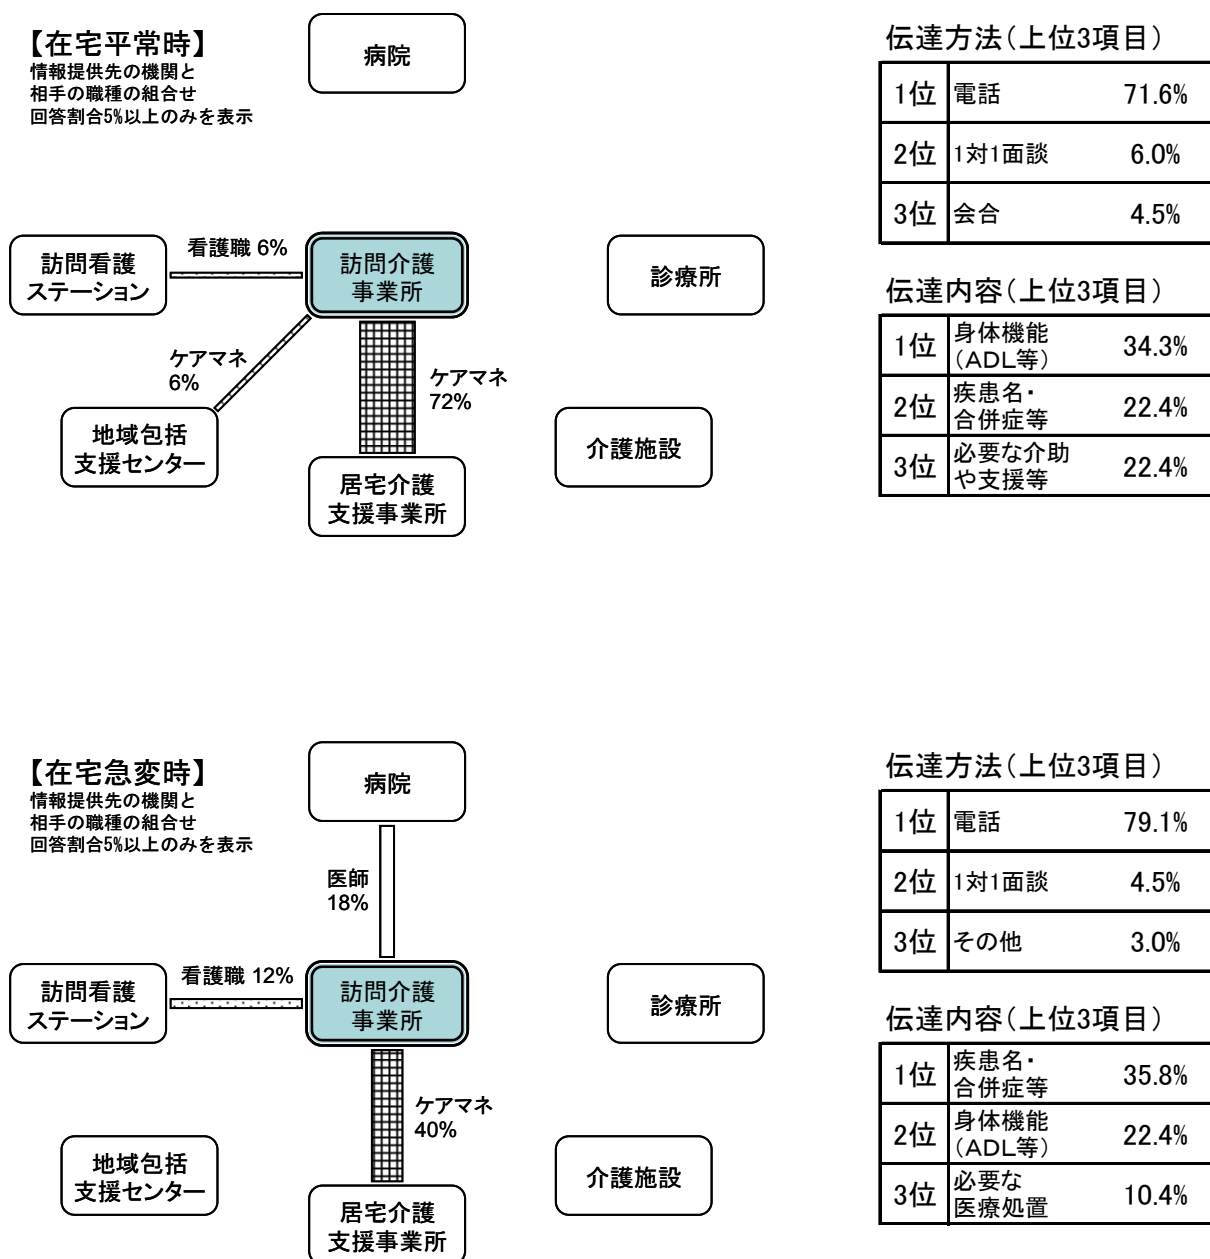 【在宅平常時】
情報提供先の機関と
相手の職種の組合せ
回答割合5%以上のみを表示
病院
訪問看護
ステーション
看護職 6%
訪問介護
事業所
診療所
ケアマネ
6%
ケアマネ
72%
地域包括
支援センター
介護施設
居宅介護
支援事業所
伝達方法(上位3項目)
1位 電話 71.6%
2位 1対1面談 6.0%
3位 会合 4.5%
伝達内容(上位3項目)
1位 身体機能
(ADL等) 34.3%
2位 疾患名・
合併症等 22.4%
3位 必要な介助
や支援等 22.4%
【在宅急変時】
情報提供先の機関と
相手の職種の組合せ
回答割合5%以上のみを表示
病院
医師
18%
訪問看護
ステーション
看護職 12%
訪問介護
事業所
診療所
ケアマネ
40%
地域包括
支援センター
介護施設
居宅介護
支援事業所
伝達方法(上位3項目)
1位 電話 79.1%
2位 1対1面談 4.5%
3位 その他 3.0%
伝達内容(上位3項目)
1位 疾患名・
合併症等 35.8%
2位 身体機能
(ADL等) 22.4%
3位 必要な
医療処置 10.4%